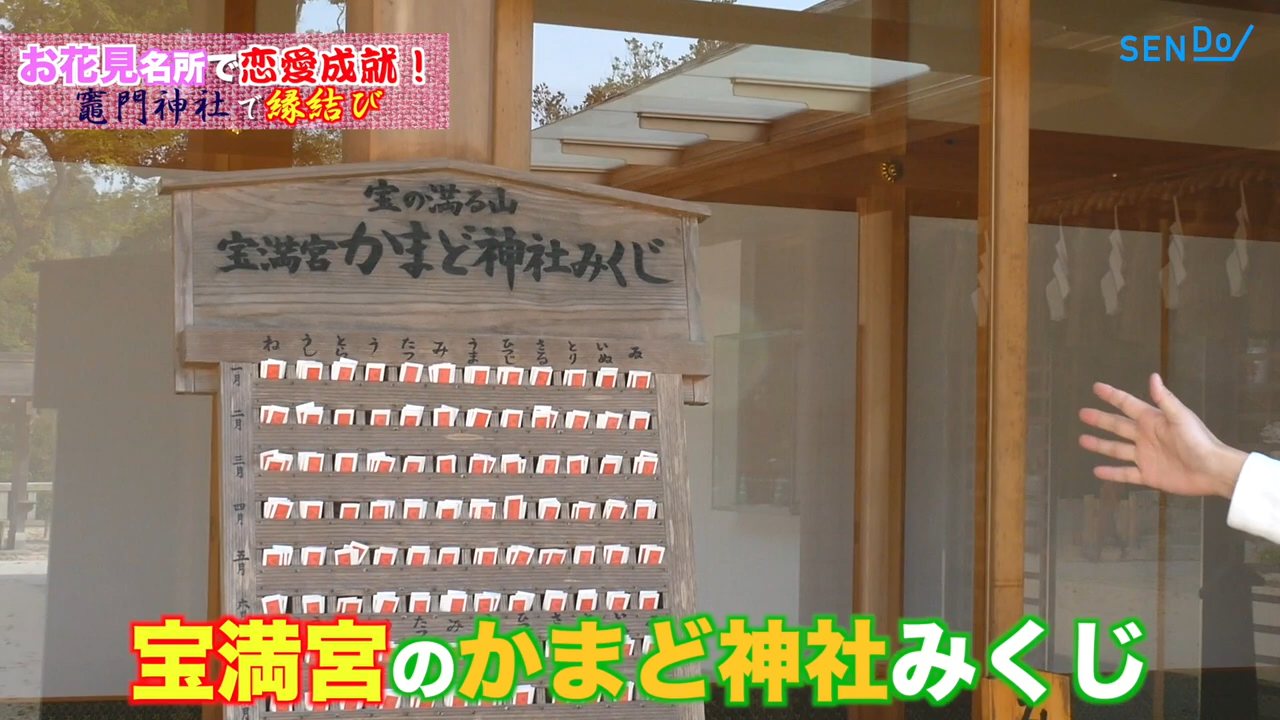 お花見名所で恋愛成就！
竈門神社で縁結び
SENDO
宝の満る山
宝満宮かまど神社みくじ
ね うし とら う たつ み うま ひつじ さる とり いぬ ゐ
一月
二月
三月
四月
五月
六月
宝満宮のかまど神社みくじ